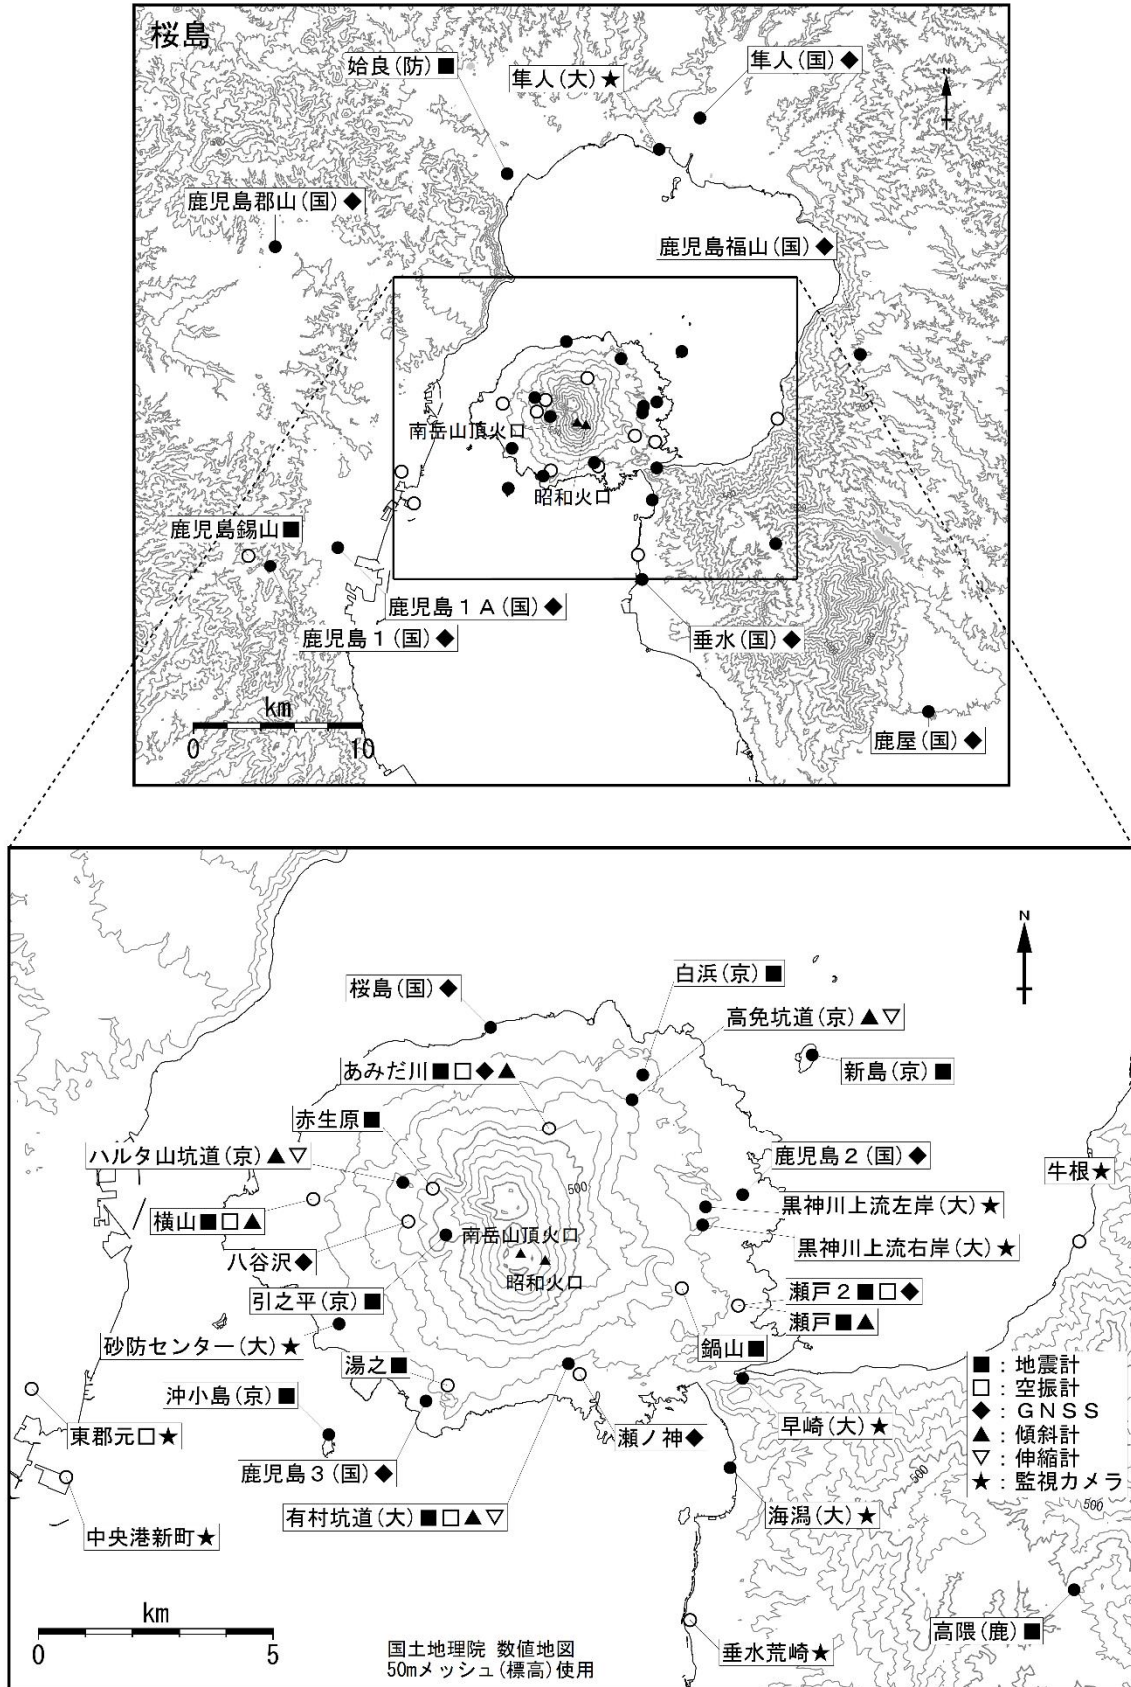 桜島
姶良(防)■
隼人(大)★
隼人(国)◆
N
鹿児島郡山(国)◆
鹿児島福山(国)◆
南岳山頂火口
昭和火口
鹿児島錫山■
鹿児島1A(国)◆
鹿児島1(国)◆
垂水(国)◆
鹿屋(国)◆
km
0 10
N
白浜(京)■
桜島(国)◆
高免坑道(京)▲▽
あみだ川■□◆▲
新島(京)■
赤生原■
ハルタ山坑道(京)▲▽
500
鹿児島2(国)◆
牛根★
横山■□▲
黒神川上流左岸(大)★
南岳山頂火口
黒神川上流右岸(大)★
八谷沢◆
昭和火口
瀬戸2■□◆
引之平(京)■
瀬戸■▲
砂防センター(大)★
鍋山■
湯之■
沖小島(京)■
早崎(大)★
東郡元□★
瀬ノ神◆
鹿児島3(国)◆
有村坑道(大)■□▲▽
海潟(大)★
中央港新町★
■:地震計
□:空振計
◆:GNSS
▲:傾斜計
▽:伸縮計
★:監視カメラ
500
500
高隈(鹿)■
垂水荒崎★
km
0 5
国土地理院 数値地図
50mメッシュ(標高)使用